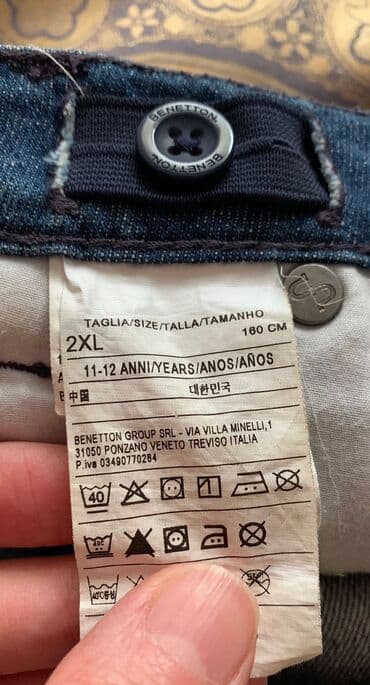 BENETTON
BENETTON
TAGLIA/SIZE/TALLA/TAMANHO
2XL
160 CM
11-12 ANNI/YEARS/ANOS/AÑOS
中国
대한민국
BENETTON GROUP SRL - VIA VILLA MINELLI,1
31050 PONZANO VENETO TREVISO ITALIA
P.iva 03490770264
40